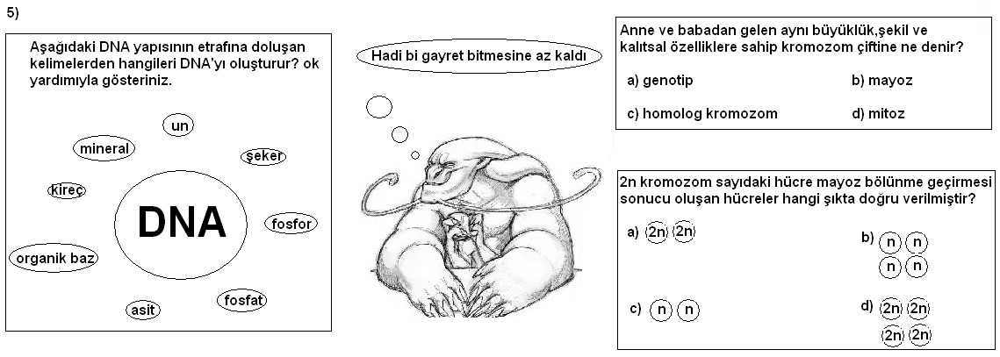 5)
Aşağıdaki DNA yapısının etrafına doluşan
kelimelerden hangileri DNA'yı oluşturur? ok
yardımıyla gösteriniz.
un
mineral
şeker
kireç
DNA
fosfor
organik baz
fosfat
asit
Hadi bi gayret bitmesine az kaldı
Anne ve babadan gelen aynı büyüklük,şekil ve
kalıtsal özelliklere sahip kromozom çiftine ne denir?
a) genotip b) mayoz
c) homolog kromozom d) mitoz
2n kromozom sayıdaki hücre mayoz bölünme geçirmesi
sonucu oluşan hücreler hangi şıkta doğru verilmiştir?
a) 2n 2n
b) n n
n n
c) n n
d) 2n 2n
2n 2n